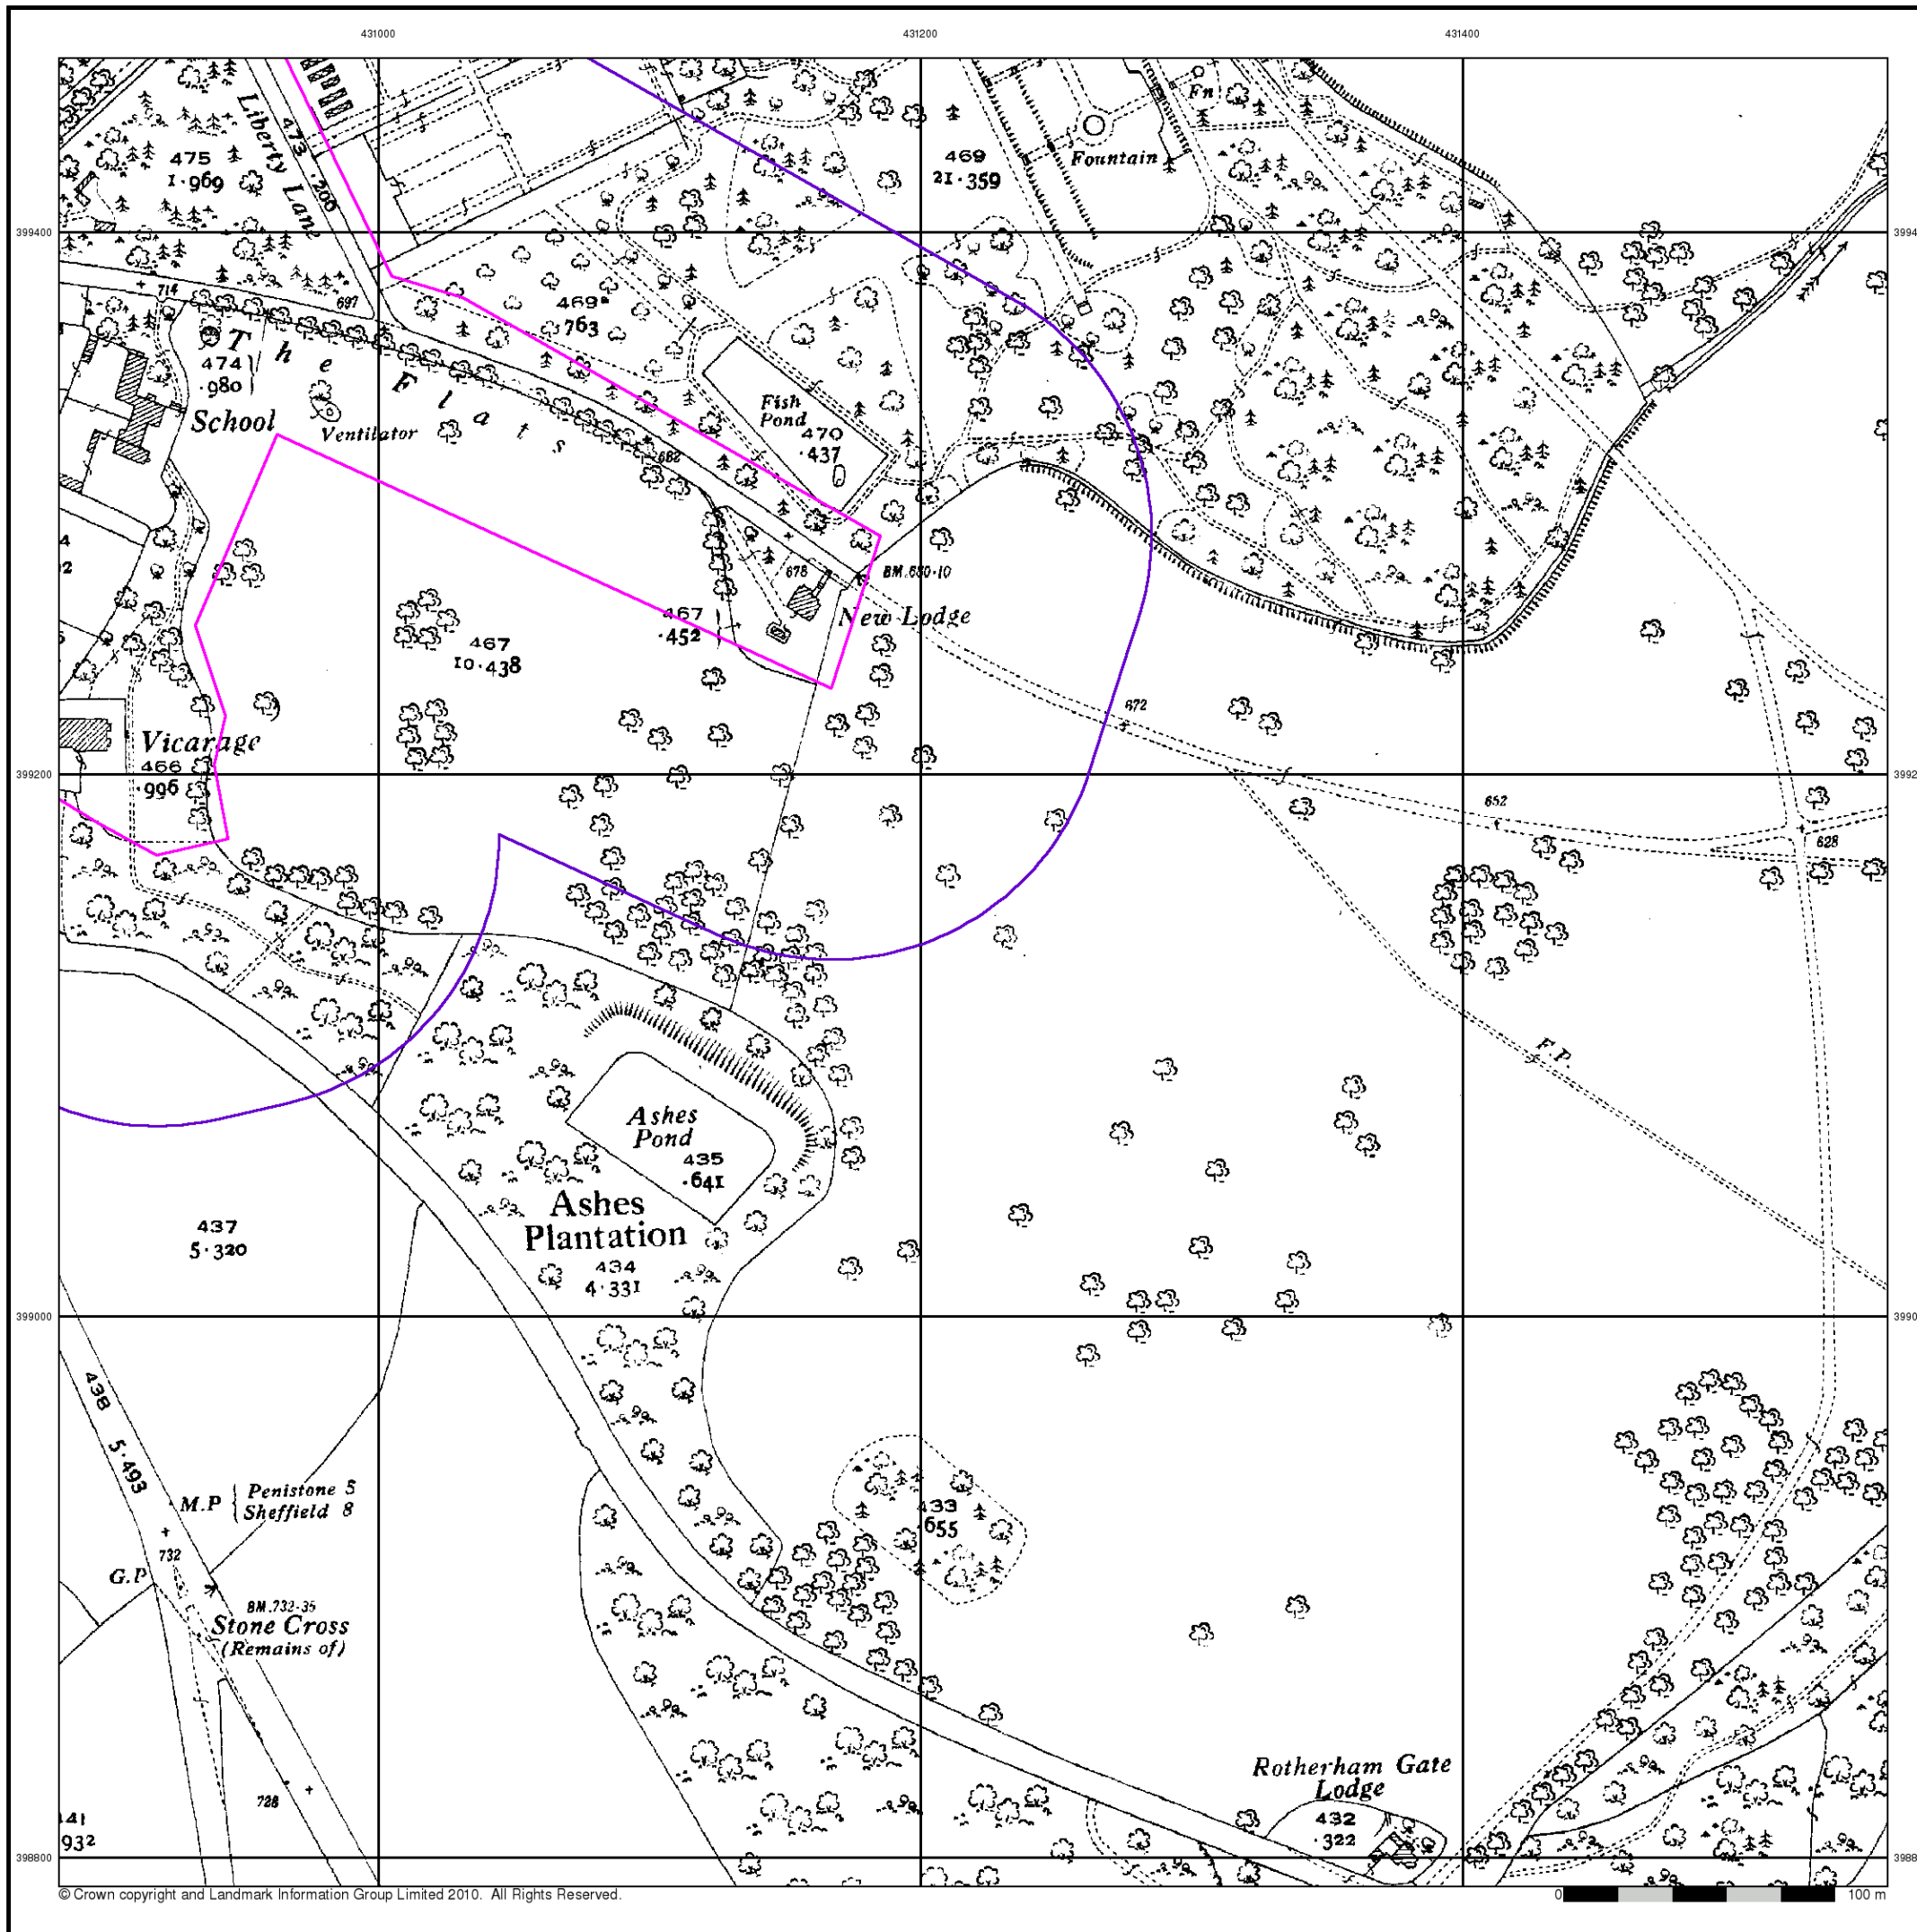 431000
431200
431400
Liberty Lane
473
.206
475
1.969
469
21.359
Fountain
Fn
399400
714
697
469a
.763
The Flats
474
.980
School
Ventilator
Fish
Pond
470
.437
682
678
BM.680.10
New Lodge
467
.452
467
10.438
672
Vicarage
466
.996
399200
652
628
F.P.
Ashes
Pond
435
.641
Ashes
Plantation
434
4.331
437
5.320
399000
438
5.493
M.P
Penistone 5
Sheffield 8
433
.655
732
G.P
BM.732.35
Stone Cross
(Remains of)
728
Rotherham Gate
Lodge
432
.322
398800
© Crown copyright and Landmark Information Group Limited 2010. All Rights Reserved.
0
100 m